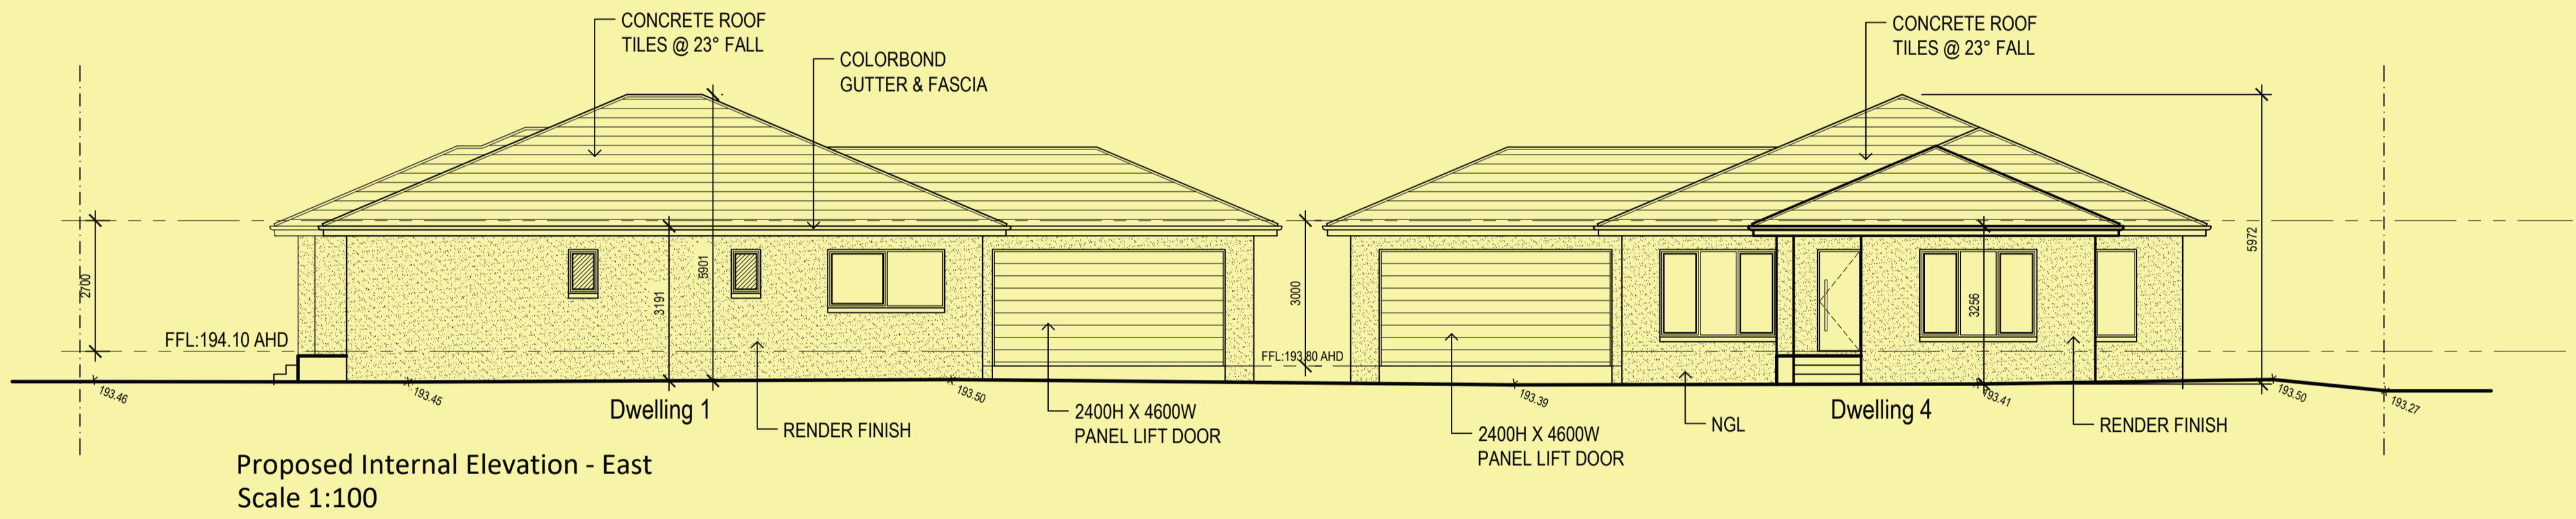 CONCRETE ROOF
TILES @ 23° FALL
COLORBOND
GUTTER & FASCIA
CONCRETE ROOF
TILES @ 23° FALL
2700
FFL:194.10 AHD
3191
5901
3000
FFL:193.80 AHD
3256
5972
193.46
193.45
193.50
193.39
193.41
193.50
193.27
Dwelling 1
RENDER FINISH
2400H X 4600W
PANEL LIFT DOOR
2400H X 4600W
PANEL LIFT DOOR
NGL
Dwelling 4
RENDER FINISH
Proposed Internal Elevation - East
Scale 1:100